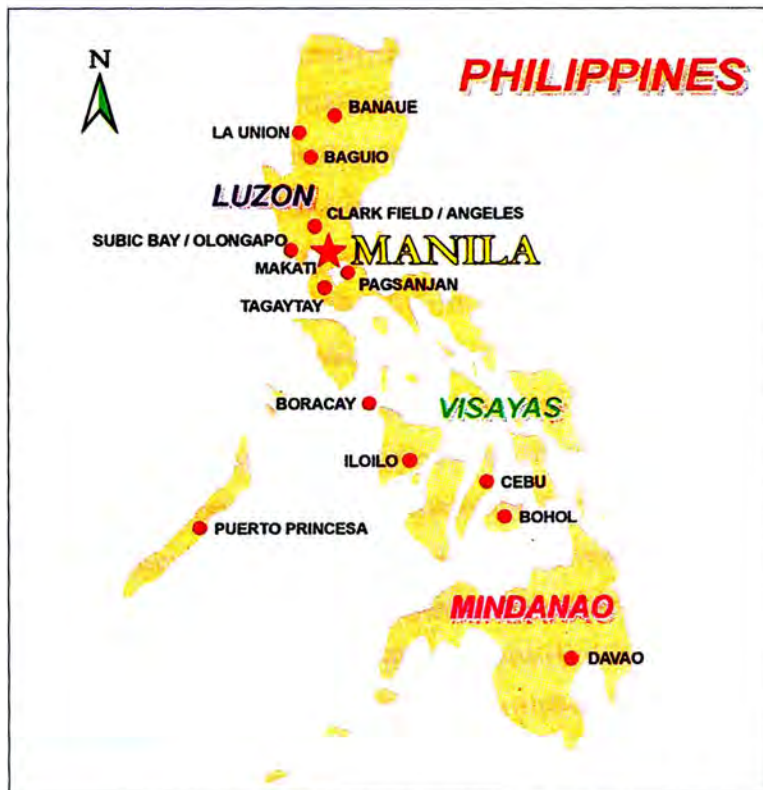 N
PHILIPPINES
BANAUE
LA UNION
BAGUIO
LUZON
CLARK FIELD / ANGELES
SUBIC BAY / OLONGAPO
MANILA
MAKATI
PAGSANJAN
TAGAYTAY
BORACAY
VISAYAS
ILOILO
CEBU
BOHOL
PUERTO PRINCESA
MINDANAO
DAVAO